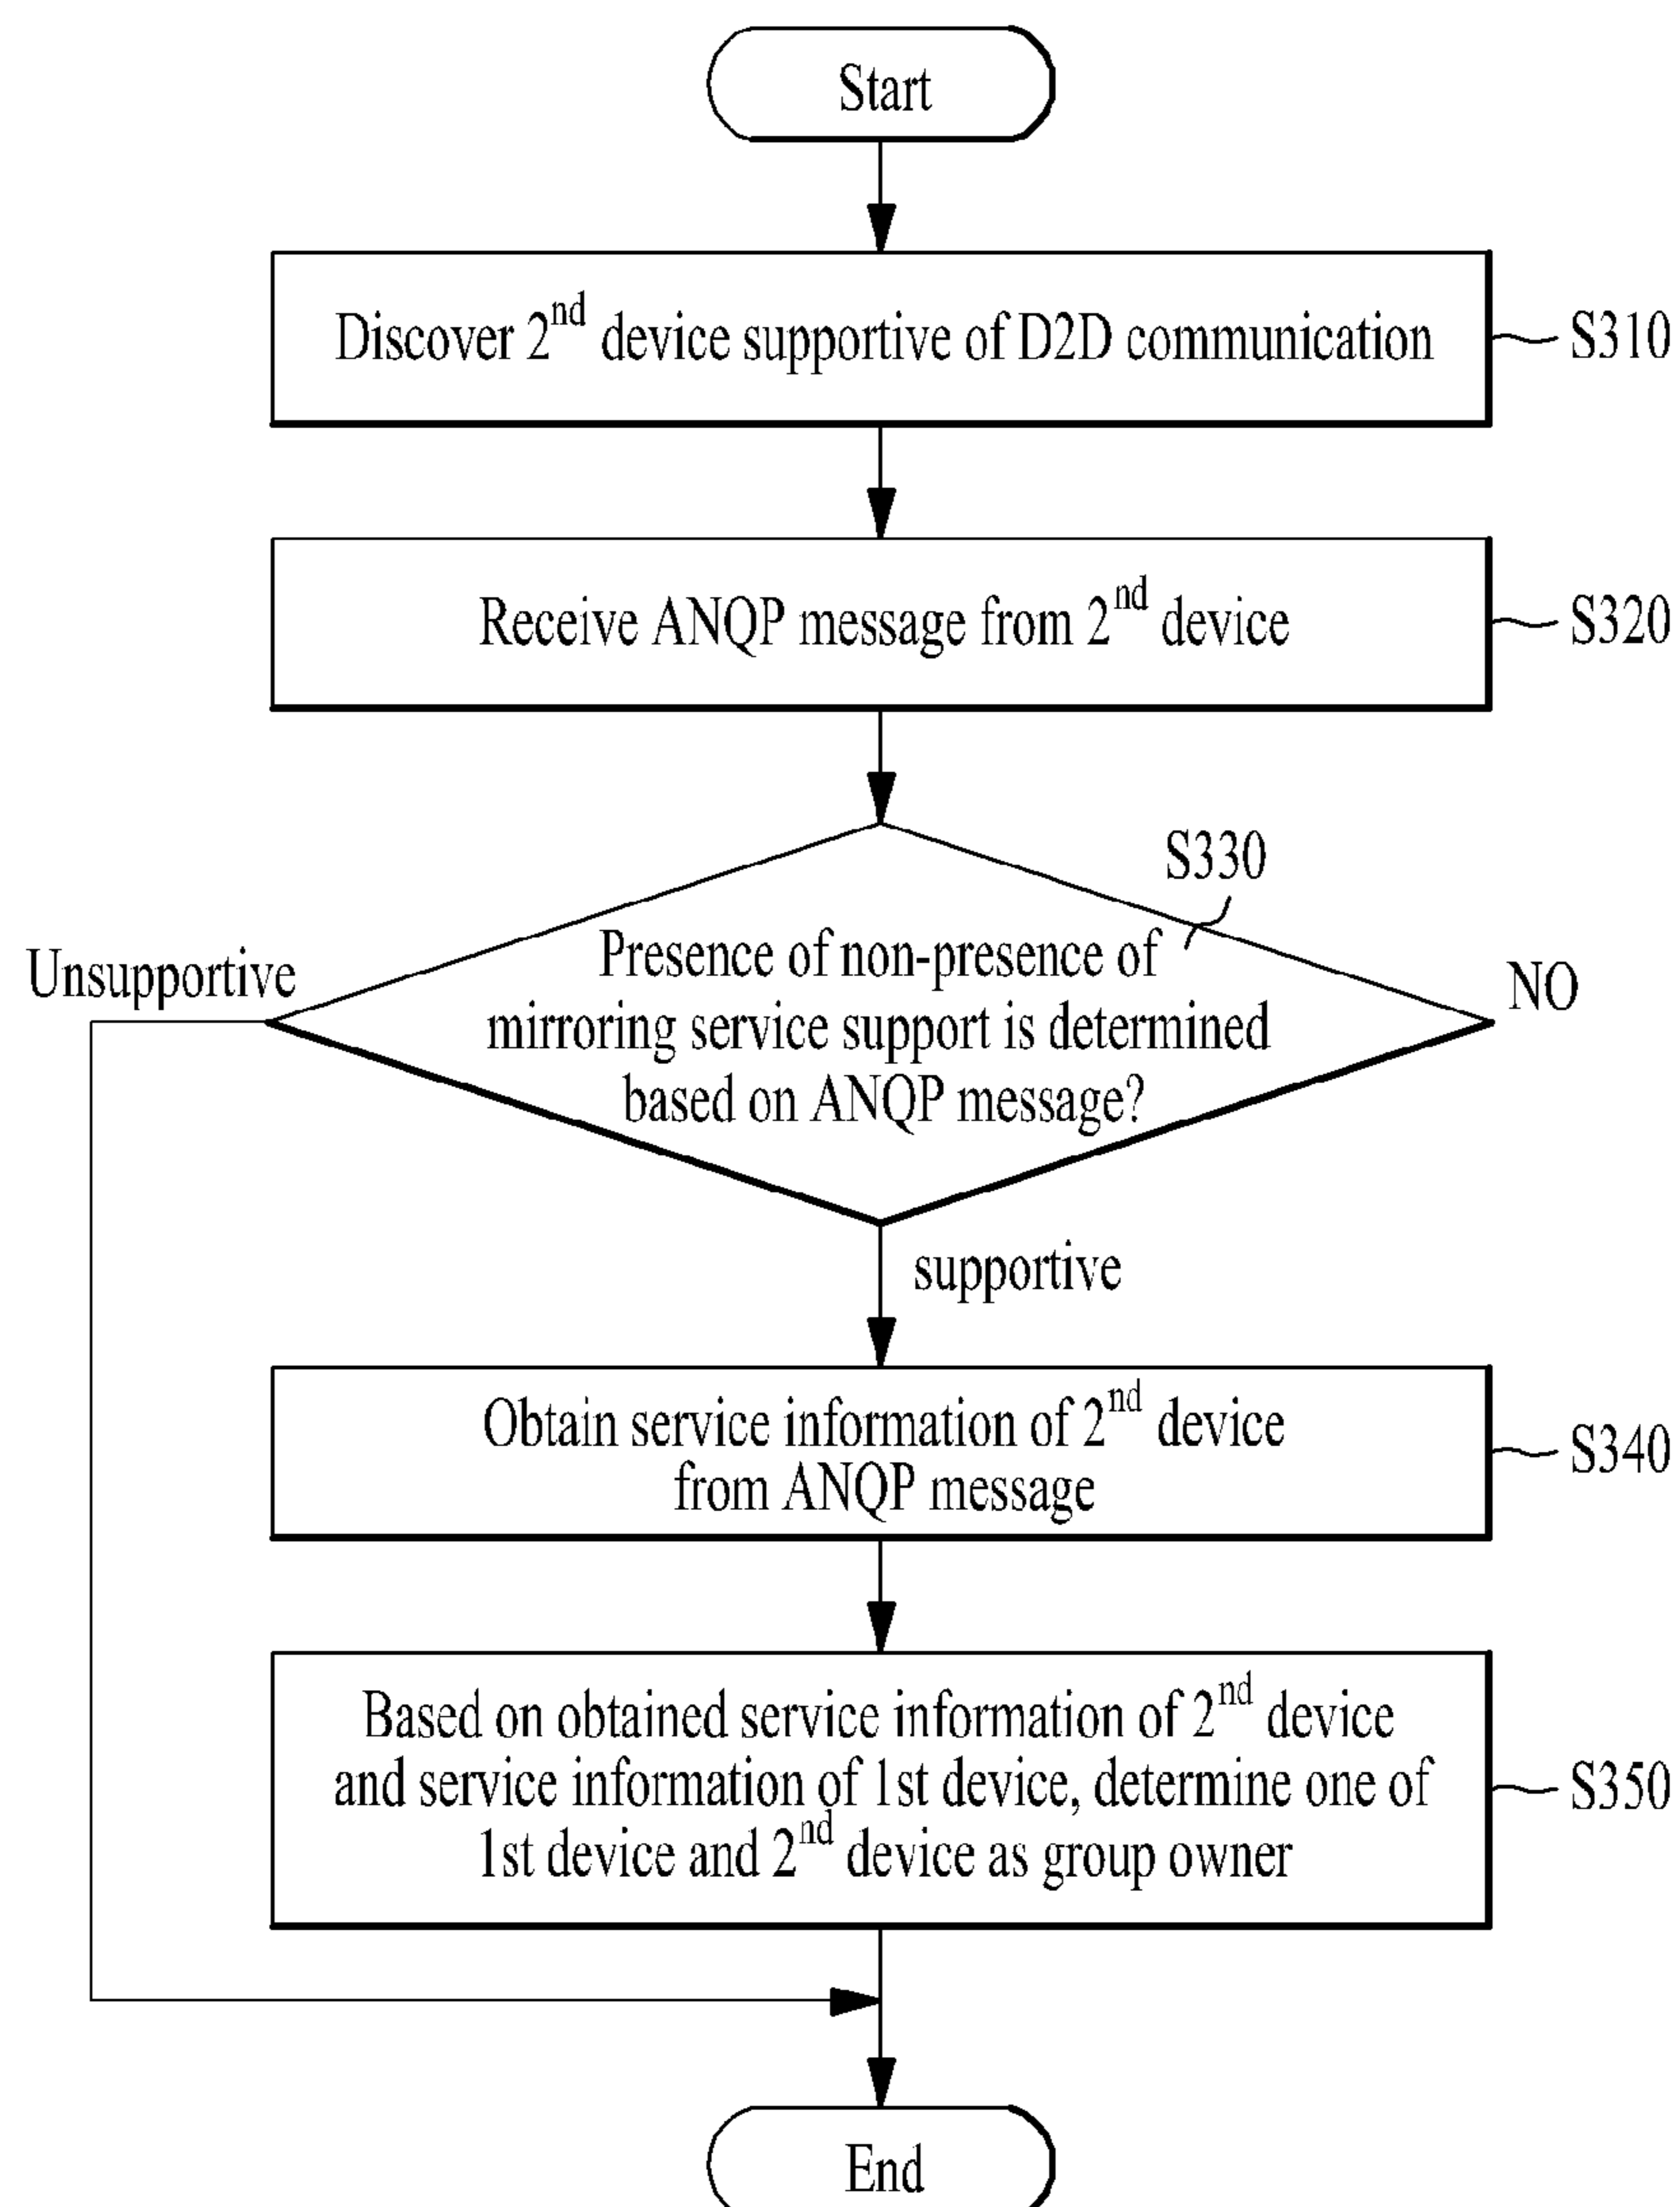 Start
Discover 2nd device supportive of D2D communication
S310
Receive ANQP message from 2nd device
S320
S330
Presence of non-presence of
mirroring service support is determined
based on ANQP message?
Unsupportive
NO
supportive
Obtain service information of 2nd device
from ANQP message
S340
Based on obtained service information of 2nd device
and service information of 1st device, determine one of
1st device and 2nd device as group owner
S350
End